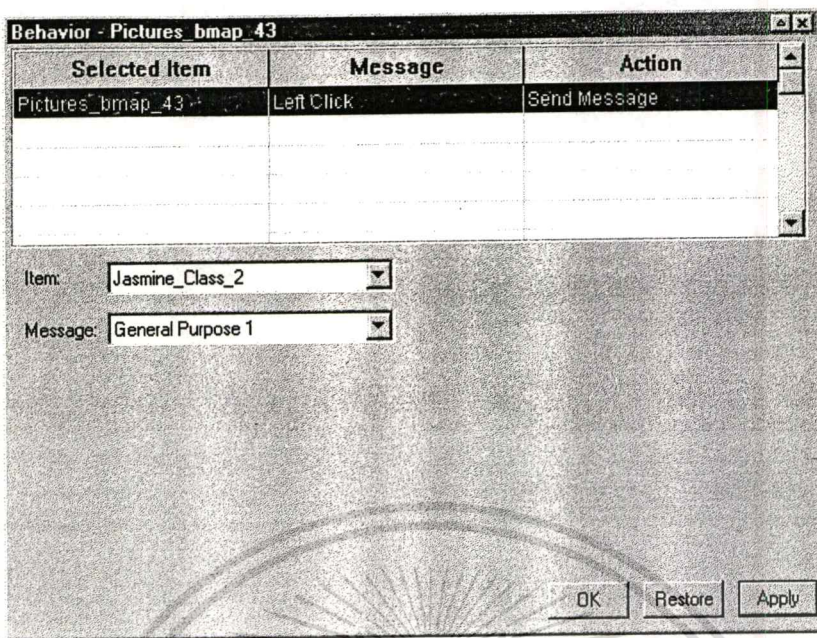 Behavior - Pictures_bmap_43
Selected Item Message Action
Pictures_bmap_43 Left Click Send Message
Item: Jasmine_Class_2
Message: General Purpose 1
OK Restore Apply